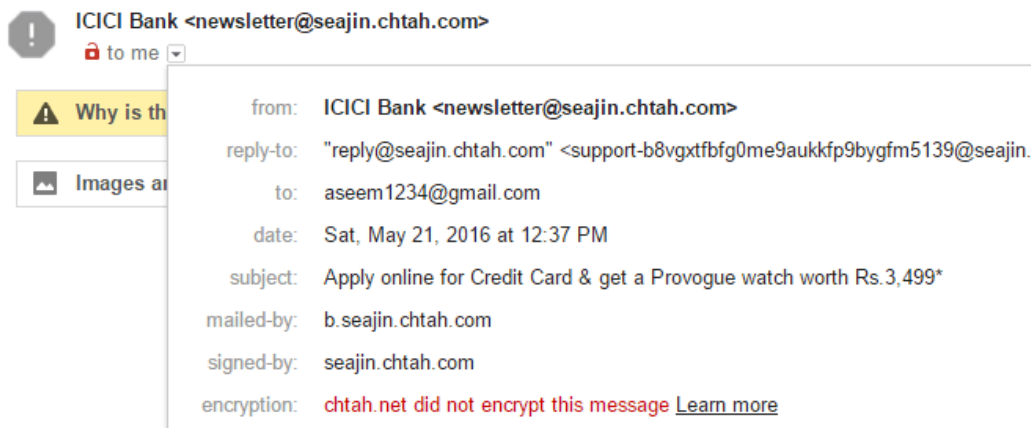 ICICI Bank <newsletter@seajin.chtah.com>
to me
Why is th
from: ICICI Bank <newsletter@seajin.chtah.com>
reply-to: "reply@seajin.chtah.com" <support-b8vgxtfbfg0me9aukkfp9bygfm5139@seajin.
Images ar
to: aseem1234@gmail.com
date: Sat, May 21, 2016 at 12:37 PM
subject: Apply online for Credit Card & get a Provogue watch worth Rs.3,499*
mailed-by: b.seajin.chtah.com
signed-by: seajin.chtah.com
encryption: chtah.net did not encrypt this message Learn more